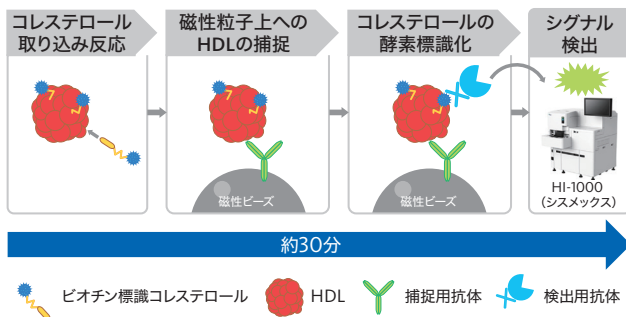 コレステロール
取り込み反応
磁性粒子上への
HDLの捕捉
コレステロールの
酵素標識化
シグナル
検出
磁性ビーズ
磁性ビーズ
HI-1000
（シスメックス）
約30分
ビオチン標識コレステロール
HDL
捕捉用抗体
検出用抗体